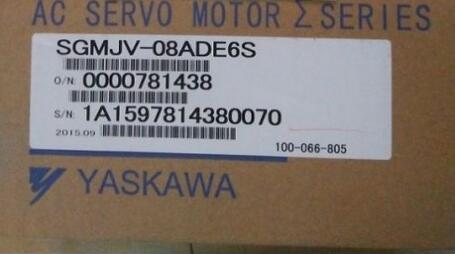 AC SERVO MOTOR Σ SERIES
SGMJV-08ADE6S
O/N: 0000781438
S/N: 1A1597814380070
2015.09
100-066-805
YASKAWA